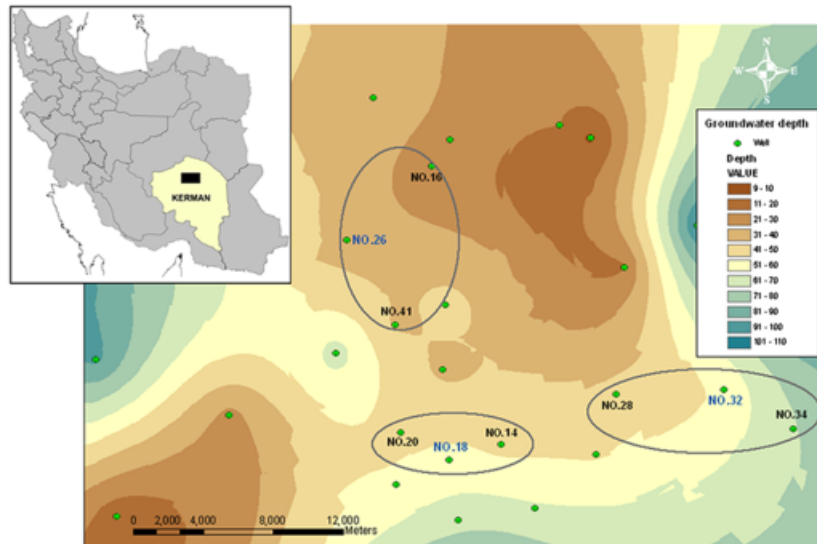 KERMAN
N
W E
S
Groundwater depth
Well
Depth
VALUE
9 - 10
11 - 20
21 - 30
31 - 40
41 - 50
51 - 60
61 - 70
71 - 80
81 - 90
91 - 100
101 - 110
NO.16
NO.26
NO.41
NO.28
NO.32
NO.34
NO.20
NO.18
NO.14
0 2,000 4,000 8,000 12,000
Meters